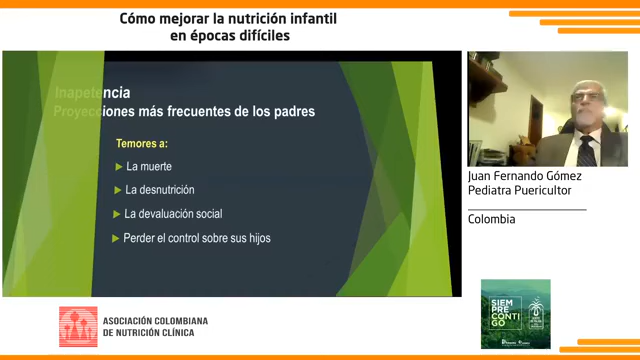 Cómo mejorar la nutrición infantil
en épocas difíciles
Inapetencia
Proyecciones más frecuentes de los padres
Temores a:
La muerte
La desnutrición
La devaluación social
Perder el control sobre sus hijos
Juan Fernando Gómez
Pediatra Puericultor
Colombia
ASOCIACIÓN COLOMBIANA
DE NUTRICIÓN CLÍNICA
SIEM
PRE
CONTI
GO